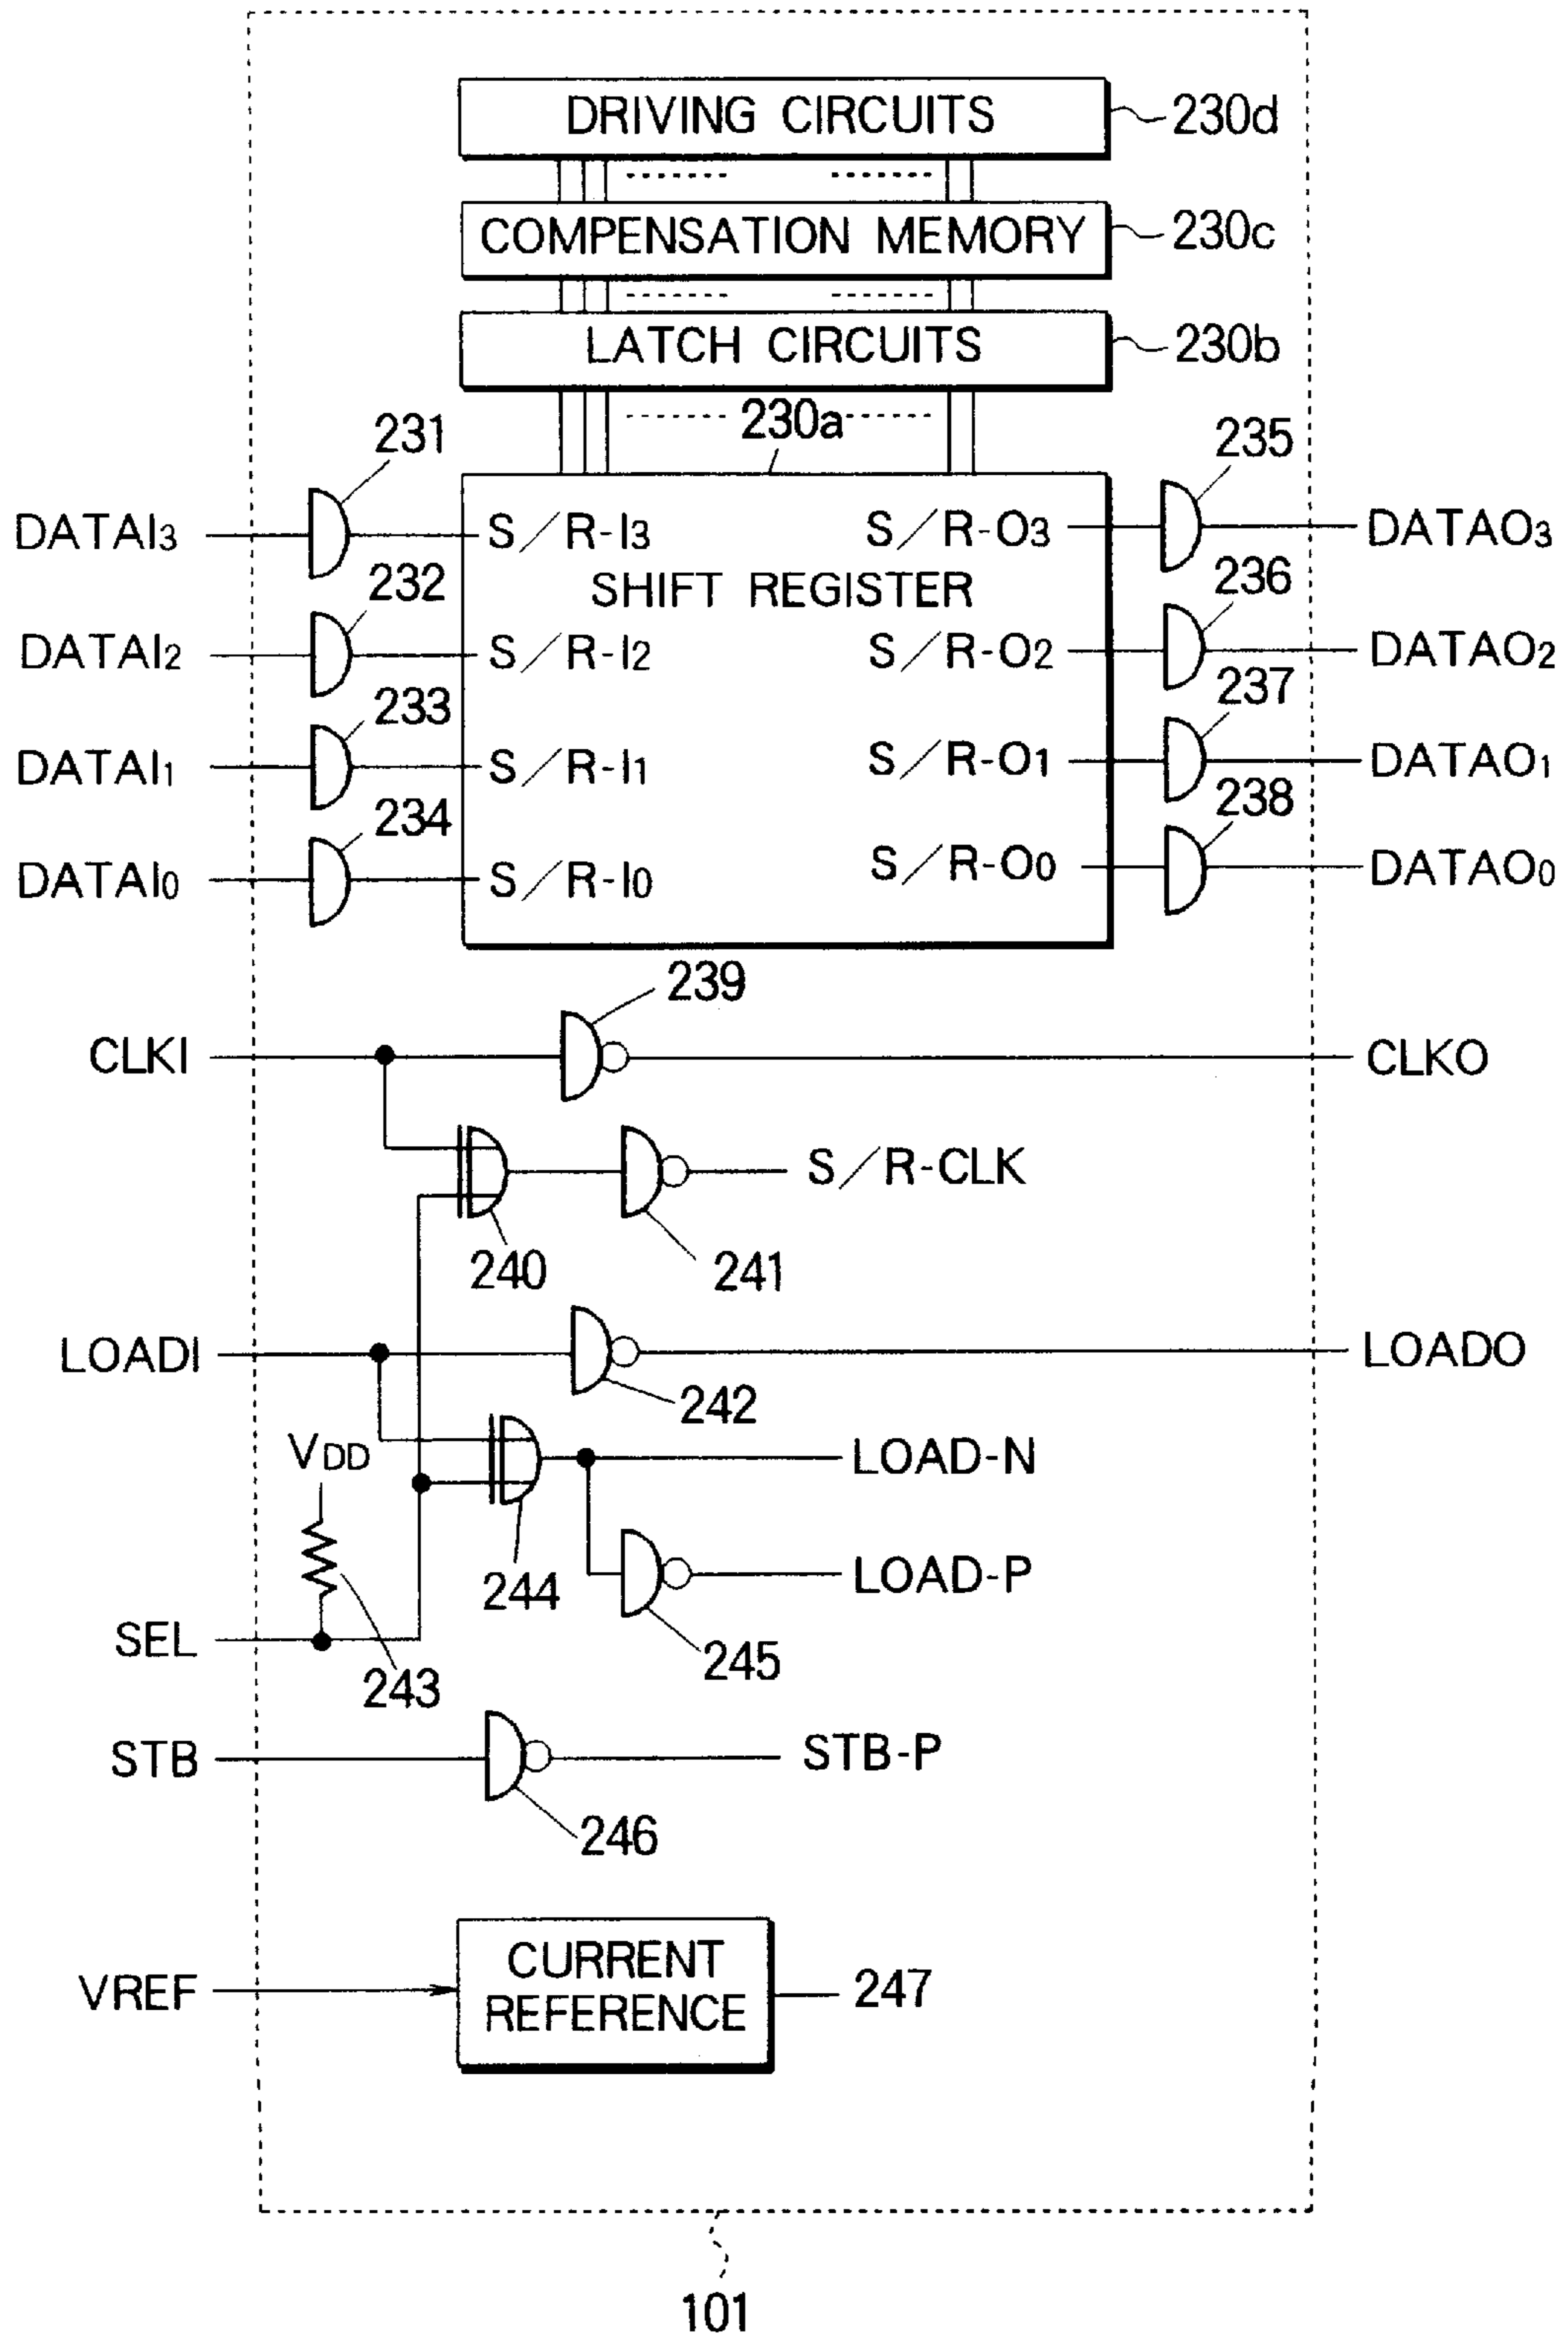 DRIVING CIRCUITS
230d
COMPENSATION MEMORY
230c
LATCH CIRCUITS
230b
230a
231
235
DATAI3
S/R-I3
S/R-O3
DATAO3
SHIFT REGISTER
232
236
DATAI2
S/R-I2
S/R-O2
DATAO2
233
237
DATAI1
S/R-I1
S/R-O1
DATAO1
234
238
DATAI0
S/R-I0
S/R-O0
DATAO0
239
CLKI
CLKO
S/R-CLK
240
241
LOADI
LOADO
242
VDD
LOAD-N
244
LOAD-P
SEL
245
243
STB
STB-P
246
VREF
CURRENT
REFERENCE
247
101